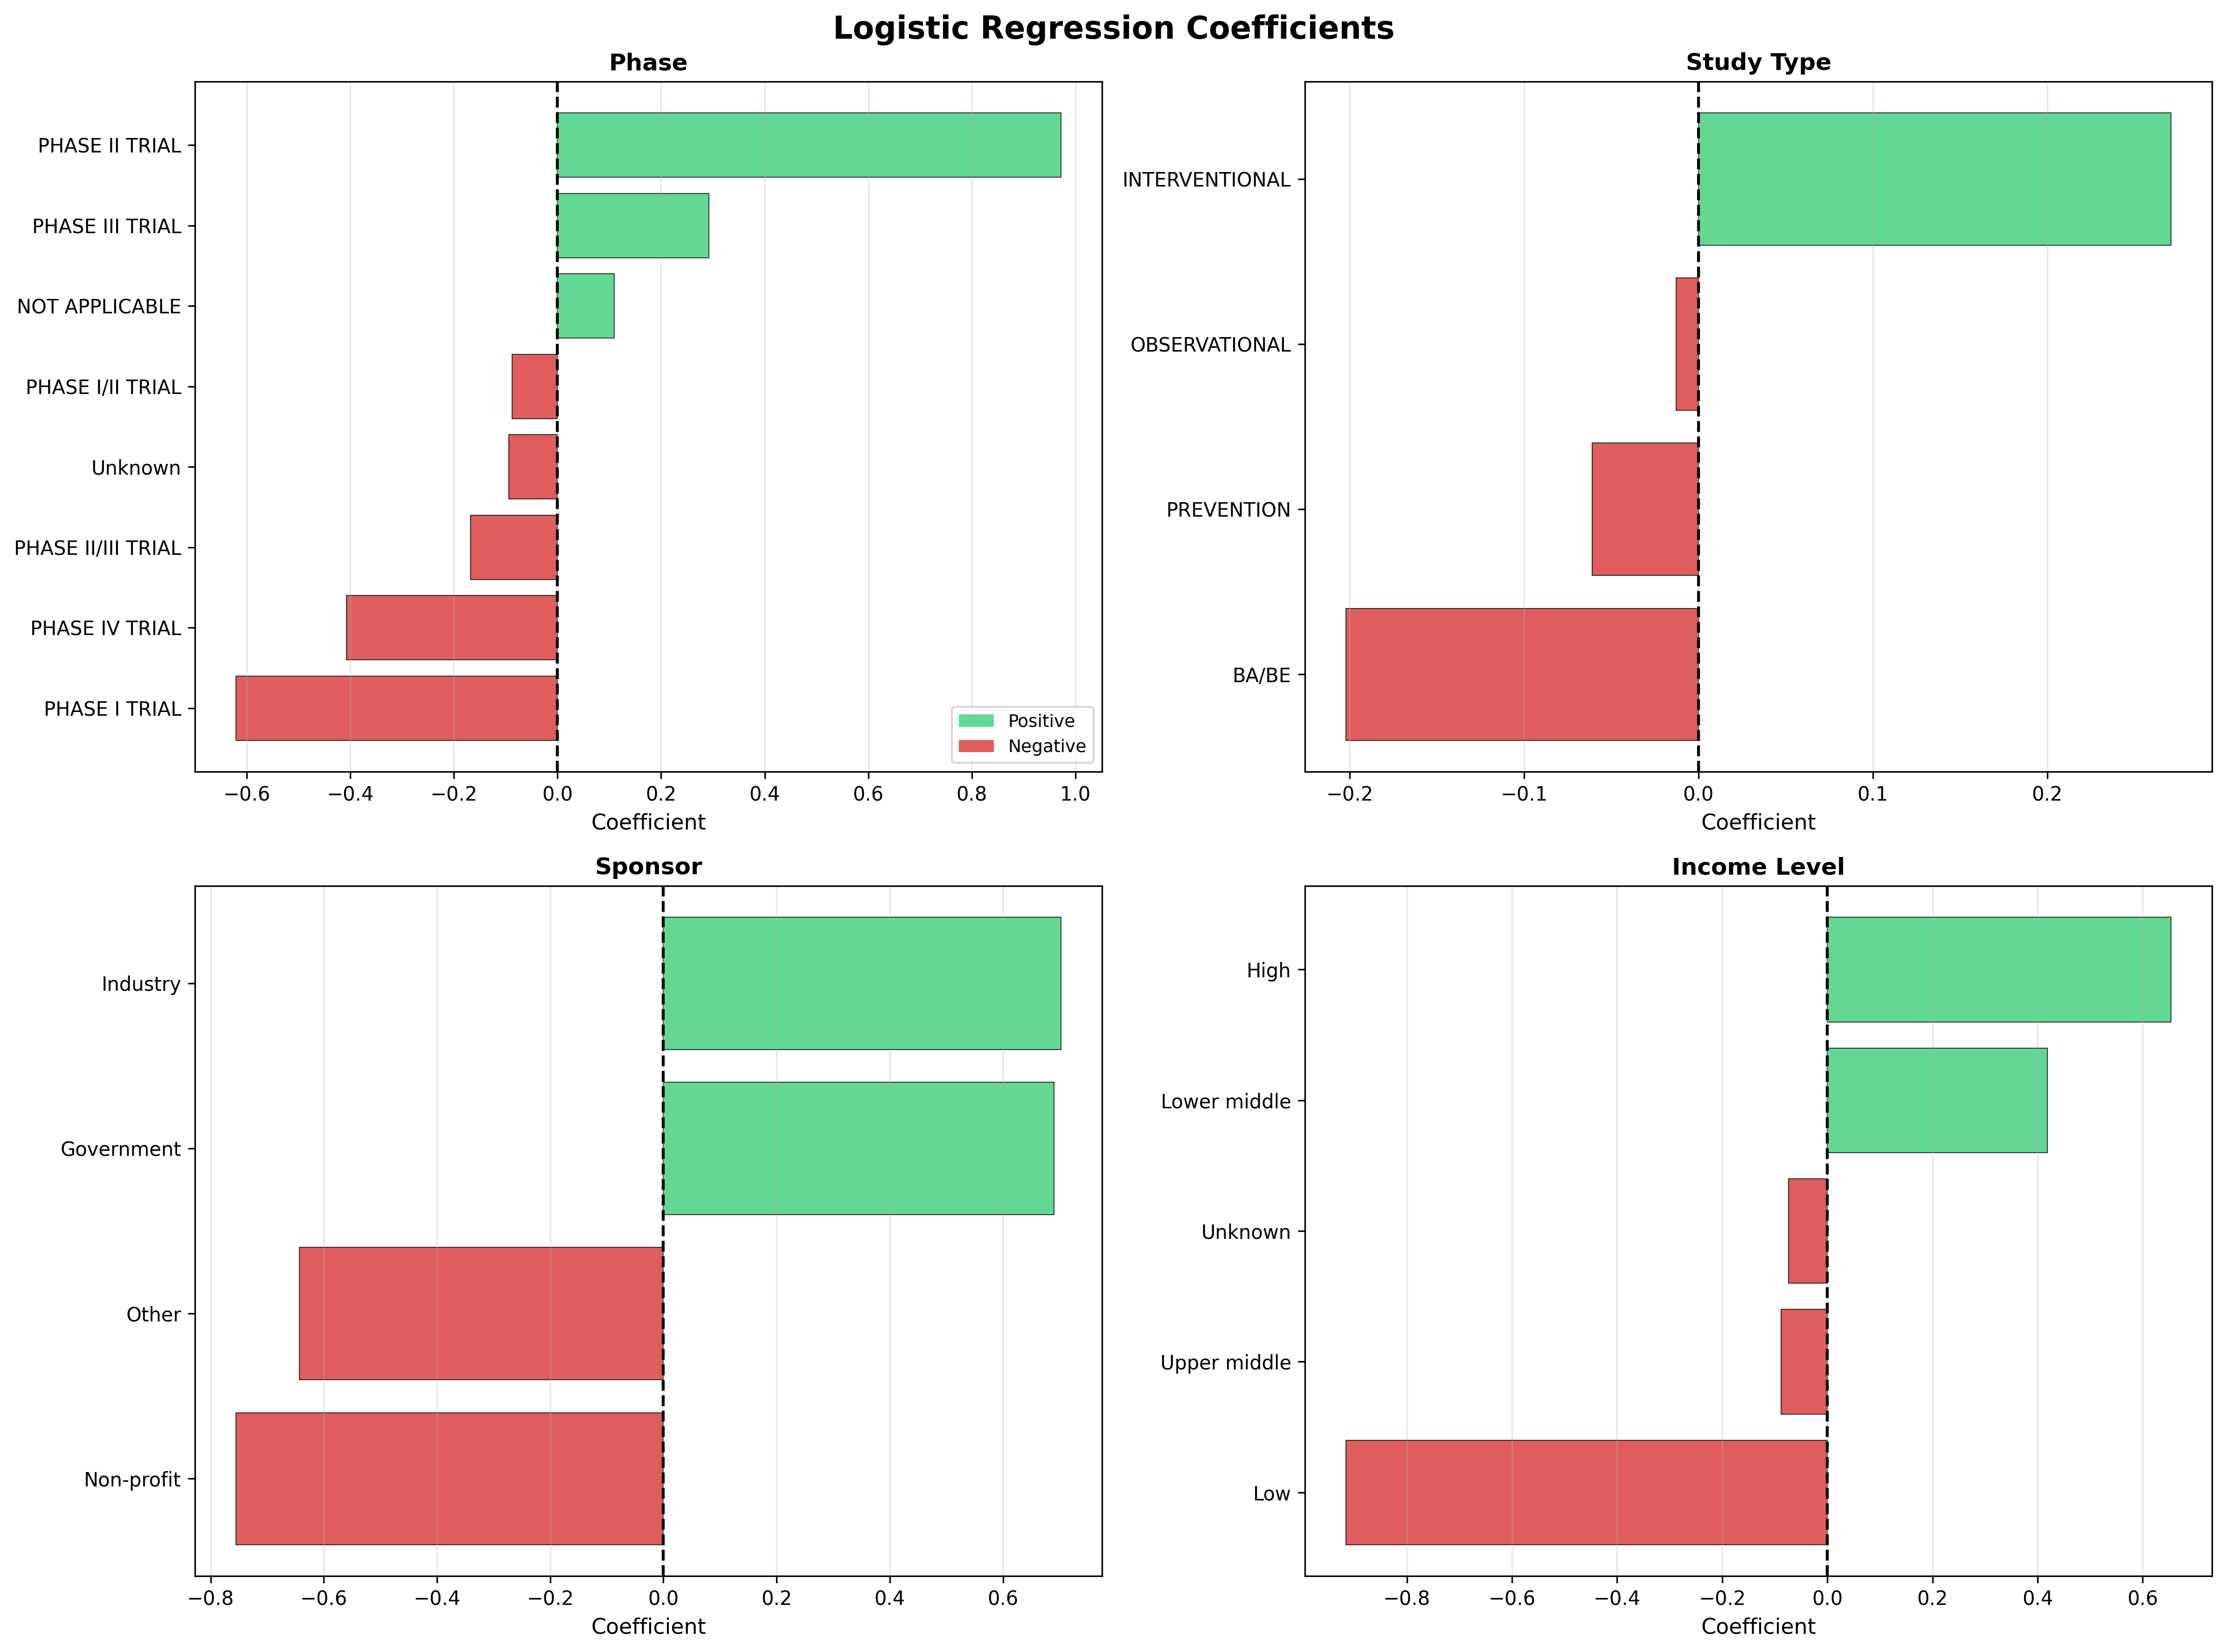 Logistic Regression Coefficients
Phase
PHASE II TRIAL
PHASE III TRIAL
NOT APPLICABLE
PHASE I/II TRIAL
Unknown
PHASE II/III TRIAL
PHASE IV TRIAL
PHASE I TRIAL
Positive
Negative
−0.6 −0.4 −0.2 0.0 0.2 0.4 0.6 0.8 1.0
Coefficient
Study Type
INTERVENTIONAL
OBSERVATIONAL
PREVENTION
BA/BE
−0.2 −0.1 0.0 0.1 0.2
Coefficient
Sponsor
Industry
Government
Other
Non-profit
−0.8 −0.6 −0.4 −0.2 0.0 0.2 0.4 0.6
Coefficient
Income Level
High
Lower middle
Unknown
Upper middle
Low
−0.8 −0.6 −0.4 −0.2 0.0 0.2 0.4 0.6
Coefficient